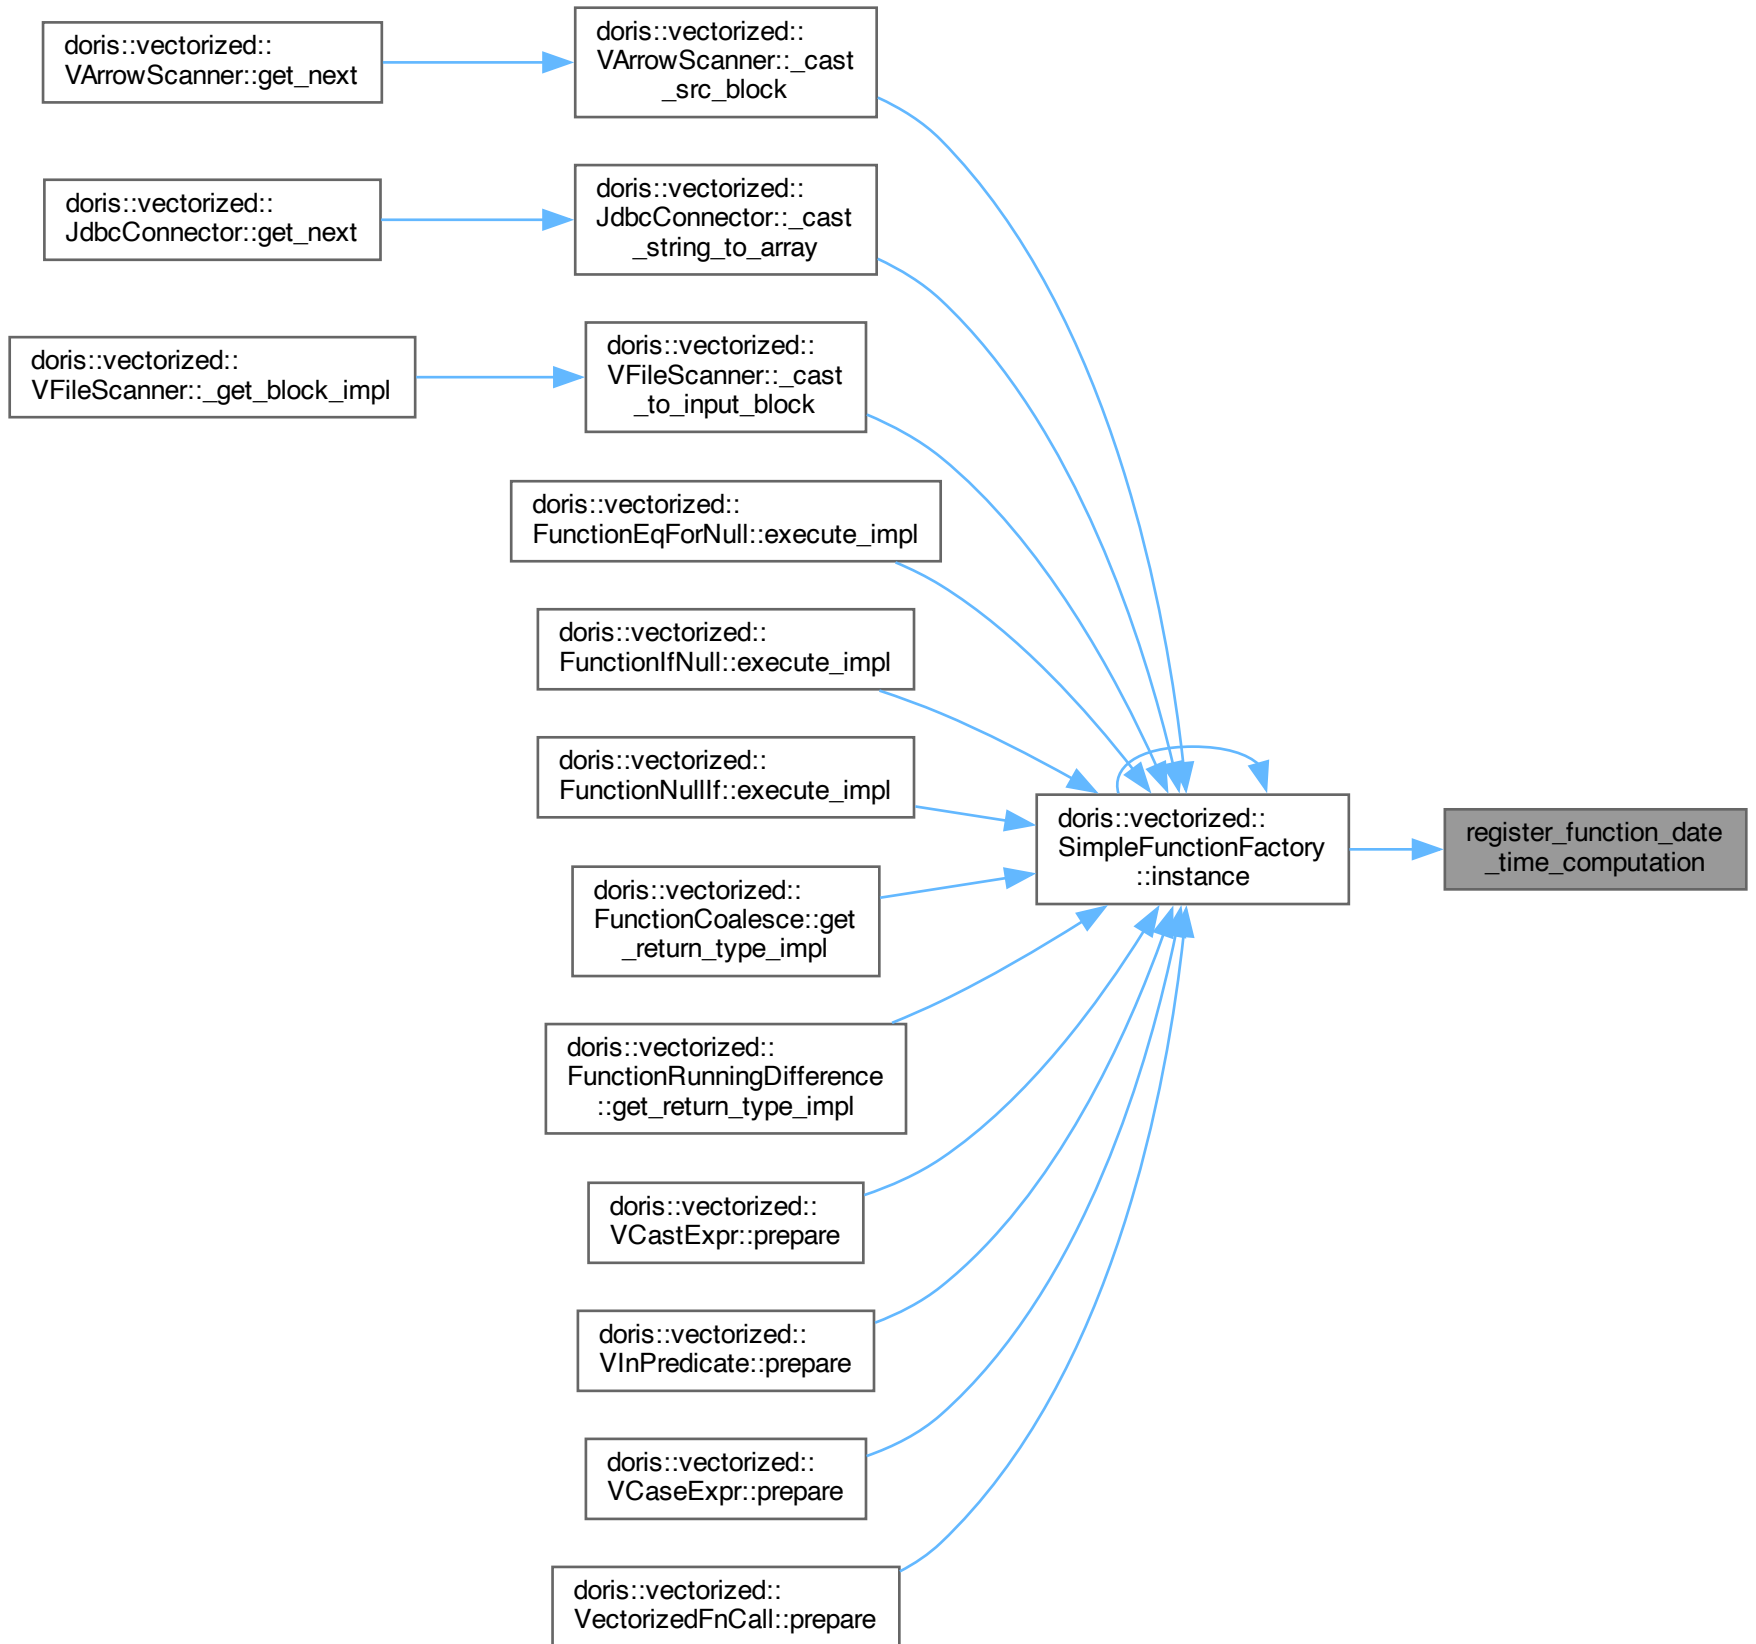 doris::vectorized::
VArrowScanner::get_next
doris::vectorized::
VArrowScanner::_cast
_src_block
doris::vectorized::
JdbcConnector::get_next
doris::vectorized::
JdbcConnector::_cast
_string_to_array
doris::vectorized::
VFileScanner::_get_block_impl
doris::vectorized::
VFileScanner::_cast
_to_input_block
doris::vectorized::
FunctionEqForNull::execute_impl
doris::vectorized::
FunctionIfNull::execute_impl
doris::vectorized::
FunctionNullIf::execute_impl
doris::vectorized::
FunctionCoalesce::get
_return_type_impl
doris::vectorized::
FunctionRunningDifference
::get_return_type_impl
doris::vectorized::
VCastExpr::prepare
doris::vectorized::
VInPredicate::prepare
doris::vectorized::
VCaseExpr::prepare
doris::vectorized::
VectorizedFnCall::prepare
doris::vectorized::
SimpleFunctionFactory
::instance
register_function_date
_time_computation